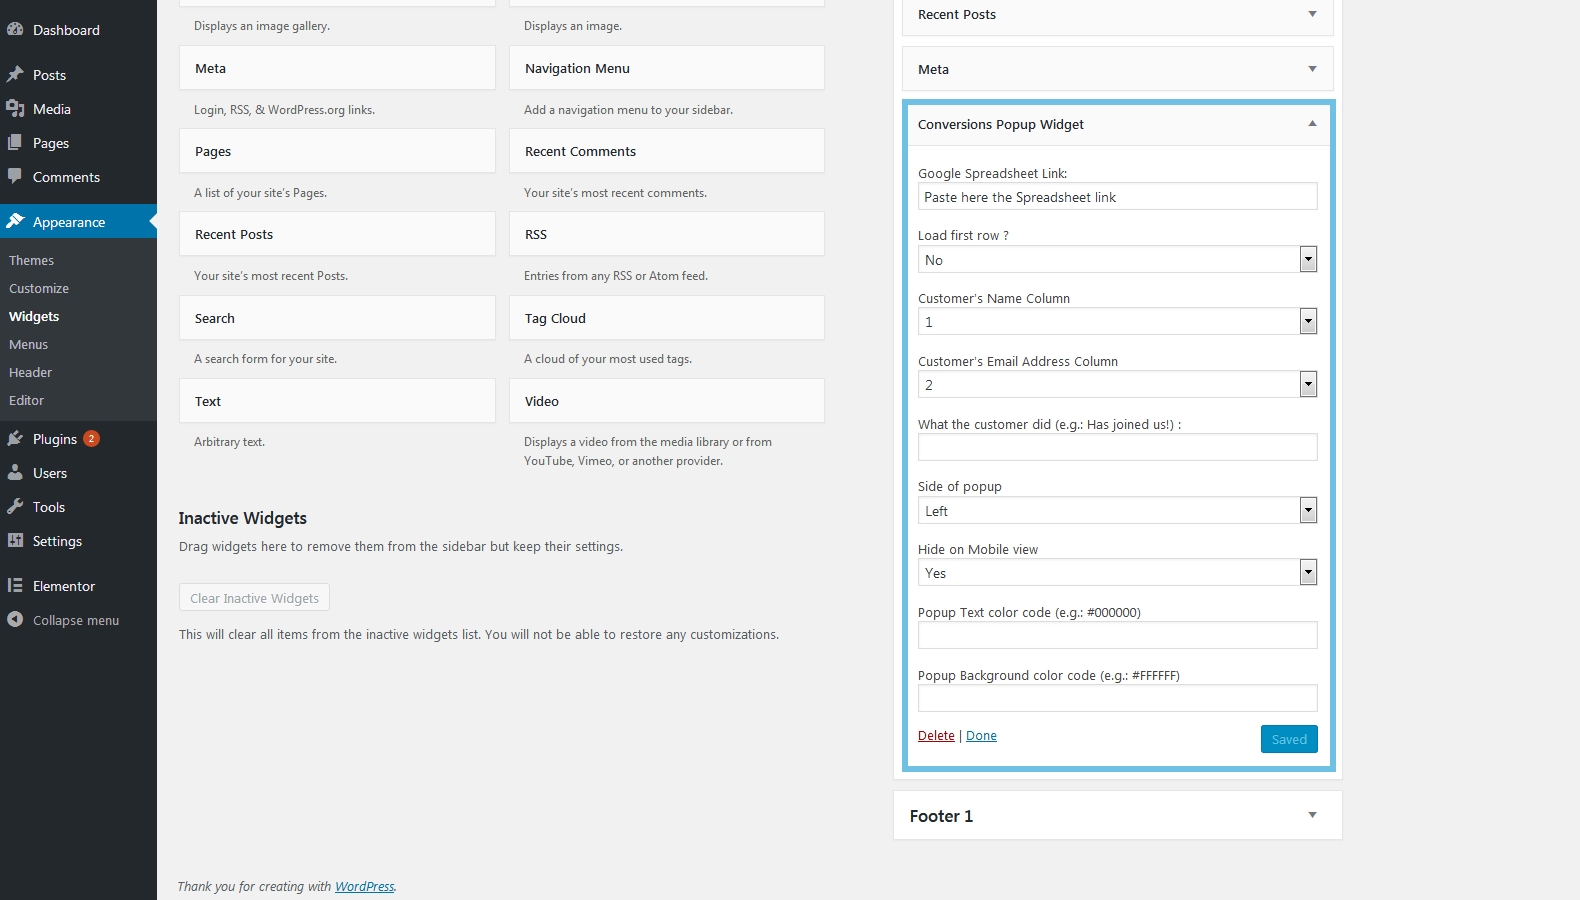 Dashboard
Posts
Media
Pages
Comments
Appearance
Themes
Customize
Widgets
Menus
Header
Editor
Plugins 2
Users
Tools
Settings
Elementor
Collapse menu
Displays an image gallery.
Displays an image.
Meta
Navigation Menu
Login, RSS, & WordPress.org links.
Add a navigation menu to your sidebar.
Pages
Recent Comments
A list of your site's Pages.
Your site's most recent comments.
Recent Posts
RSS
Your site's most recent Posts.
Entries from any RSS or Atom feed.
Search
Tag Cloud
A search form for your site.
A cloud of your most used tags.
Text
Video
Arbitrary text.
Displays a video from the media library or from
YouTube, Vimeo, or another provider.
Inactive Widgets
Drag widgets here to remove them from the sidebar but keep their settings.
Clear Inactive Widgets
This will clear all items from the inactive widgets list. You will not be able to restore any customizations.
Recent Posts
Meta
Conversions Popup Widget
Google Spreadsheet Link:
Paste here the Spreadsheet link
Load first row ?
No
Customer's Name Column
1
Customer's Email Address Column
2
What the customer did (e.g.: Has joined us!) :
Side of popup
Left
Hide on Mobile view
Yes
Popup Text color code (e.g.: #000000)
Popup Background color code (e.g.: #FFFFFF)
Delete | Done
Saved
Footer 1
Thank you for creating with WordPress.